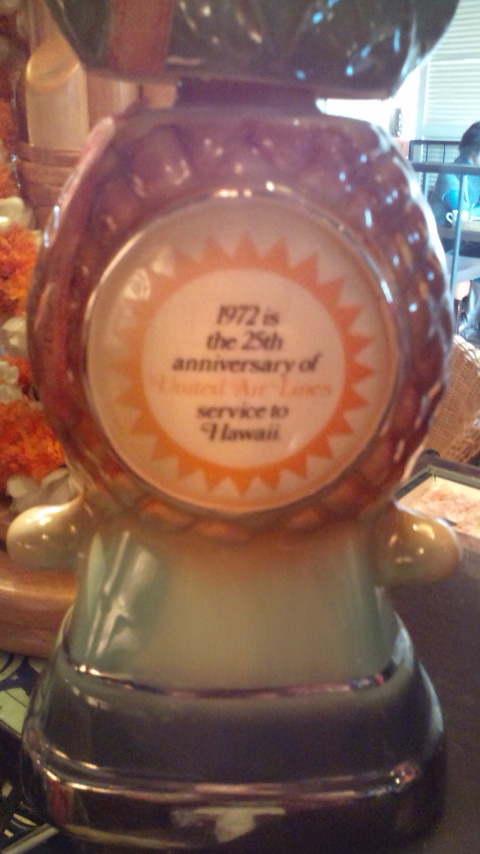 1972 is
the 25th
anniversary of
United Air Lines
service to
Hawaii.